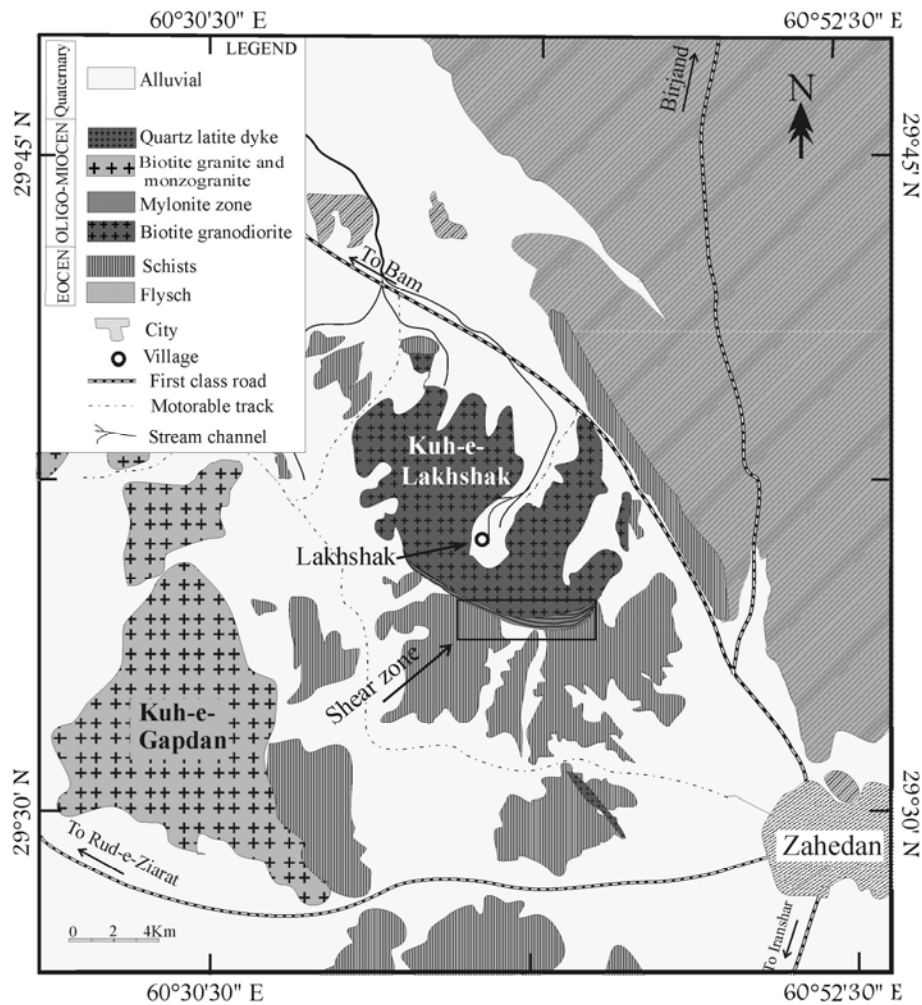 60°30'30" E
60°52'30" E
LEGEND
Quaternary
Alluvial
OLIGO-MIOCEN
Quartz latite dyke
Biotite granite and
monzogranite
Mylonite zone
Biotite granodiorite
EOCEN
Schists
Flysch
City
Village
First class road
Motorable track
Stream channel
Birjand
N
29°45' N
29°45' N
To Bam
Kuh-e-
Lakhshak
Lakhshak
Shear zone
Kuh-e-
Gapdan
29°30' N
29°30' N
To Rud-e-Ziarat
Zahedan
To Iranshar
0 2 4Km
60°30'30" E
60°52'30" E